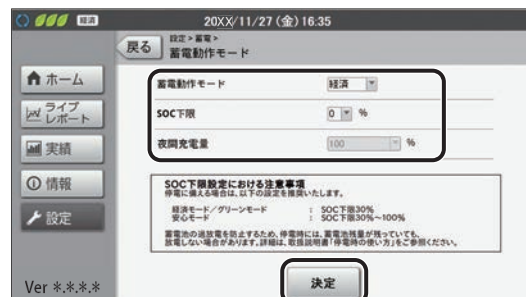 経済
20XX/11/27 (金) 16:35
戻る
設定 > 蓄電 >
蓄電動作モード
ホーム
ライブ
レポート
実績
情報
設定
Ver *.*.*.*
蓄電動作モード 経済
SOC下限 0 %
夜間充電量 100 %
SOC下限設定における注意事項
停電に備える場合は、以下の設定を推奨いたします。
経済モード/グリーンモード : SOC下限30%
安心モード : SOC下限30%~100%
蓄電池の過放電を防止するため、停電時には、蓄電池残量が残っていても、
放電しない場合があります。詳細は、取扱説明書「停電時の使い方」をご参照ください。
決定